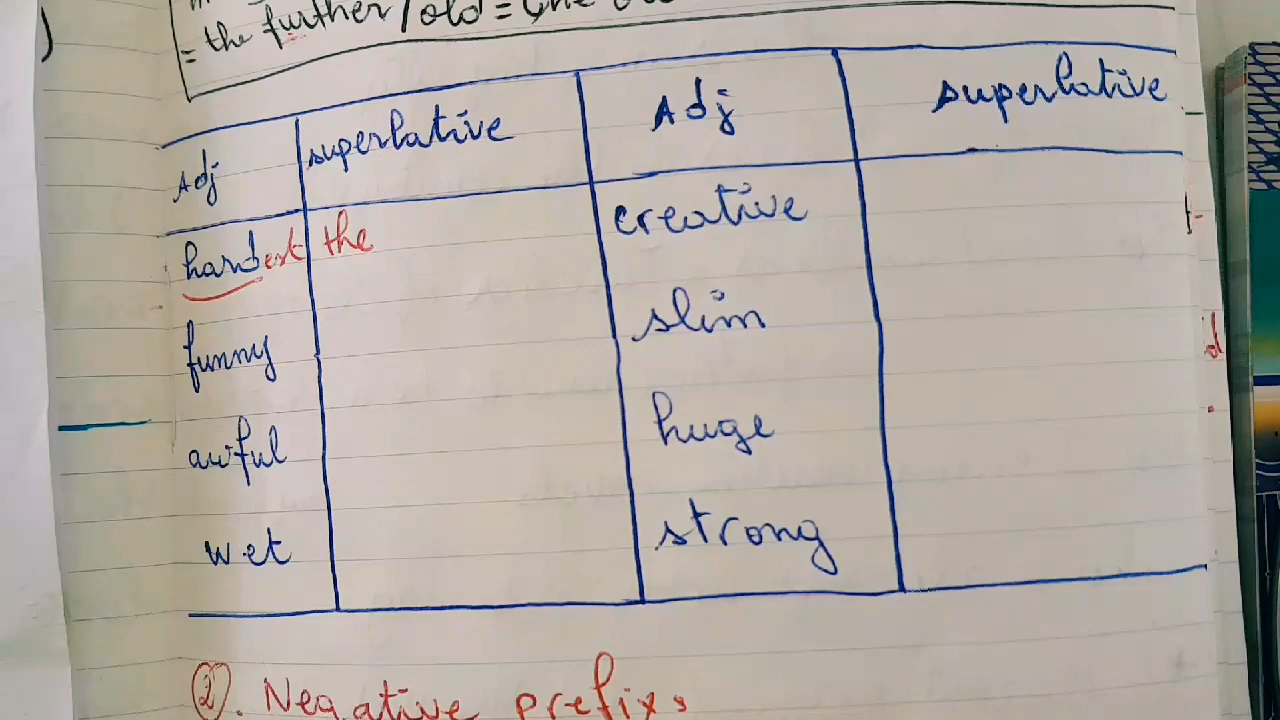 = the further / old = the
Adj superlative Adj superlative
hardest the creative
funny slim
awful huge
wet strong
②. Negative prefix: